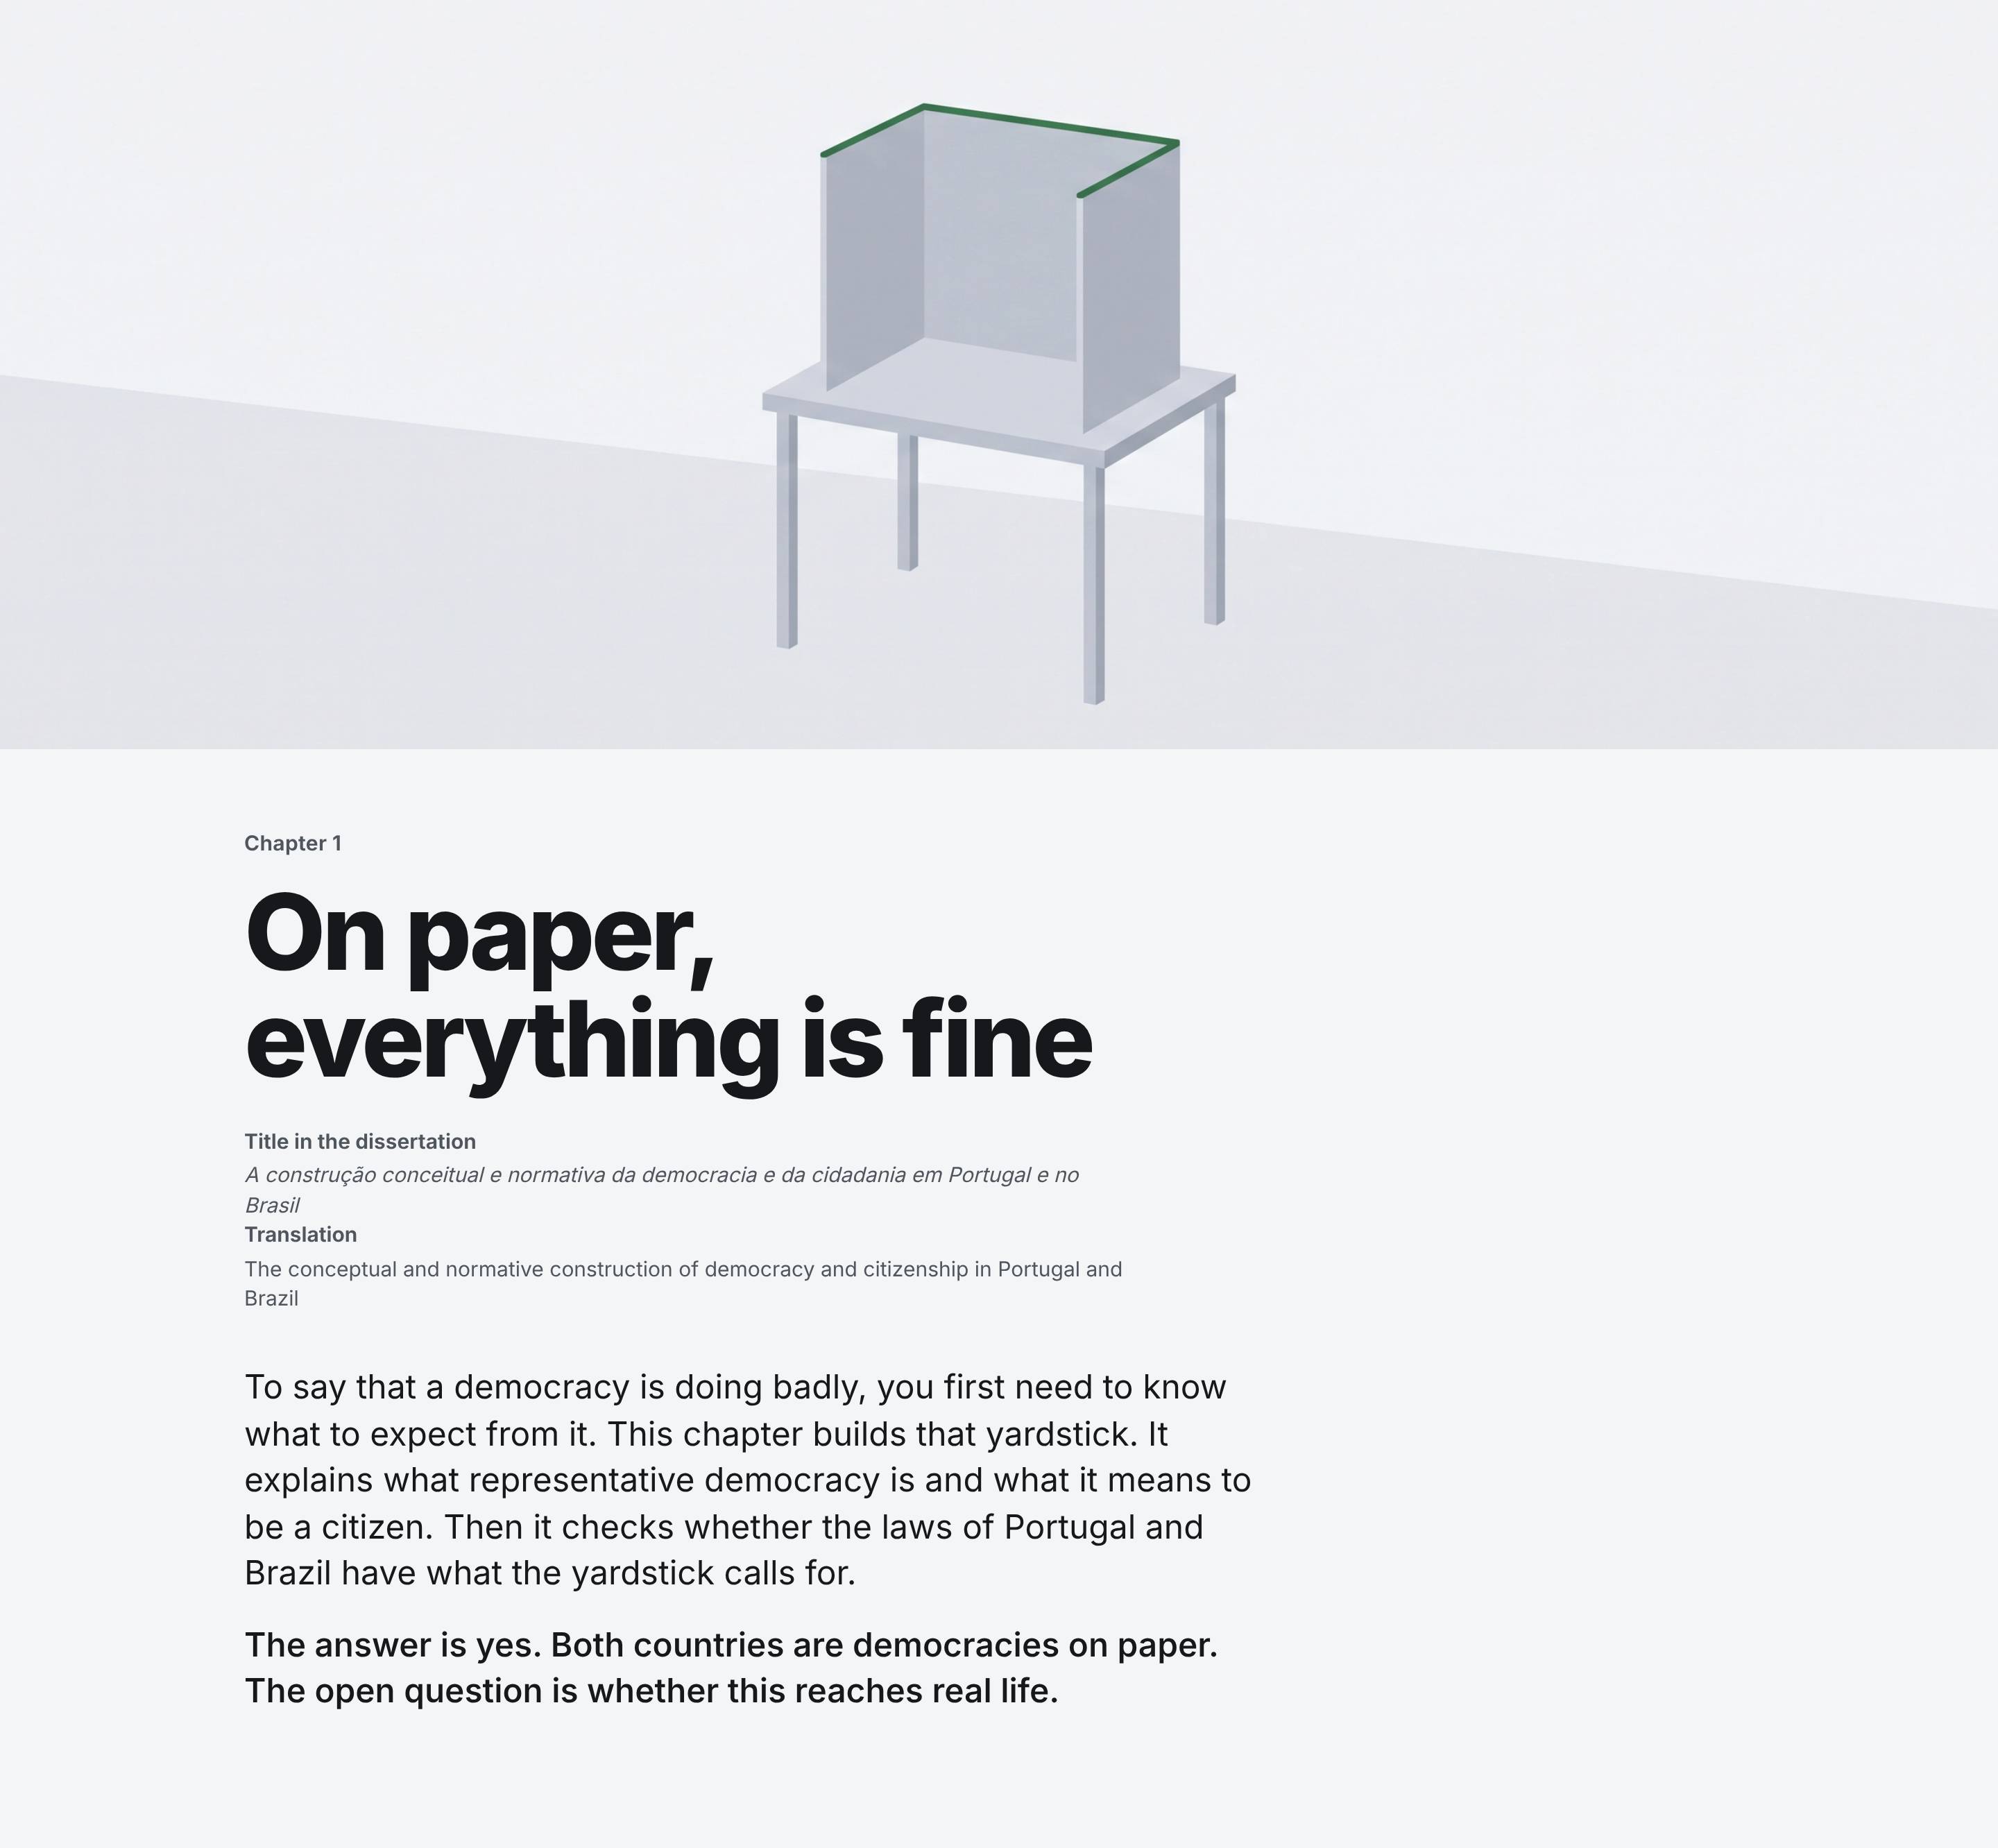 Chapter 1
On paper,
everything is fine
Title in the dissertation
A construção conceitual e normativa da democracia e da cidadania em Portugal e no
Brasil
Translation
The conceptual and normative construction of democracy and citizenship in Portugal and
Brazil
To say that a democracy is doing badly, you first need to know
what to expect from it. This chapter builds that yardstick. It
explains what representative democracy is and what it means to
be a citizen. Then it checks whether the laws of Portugal and
Brazil have what the yardstick calls for.
The answer is yes. Both countries are democracies on paper.
The open question is whether this reaches real life.